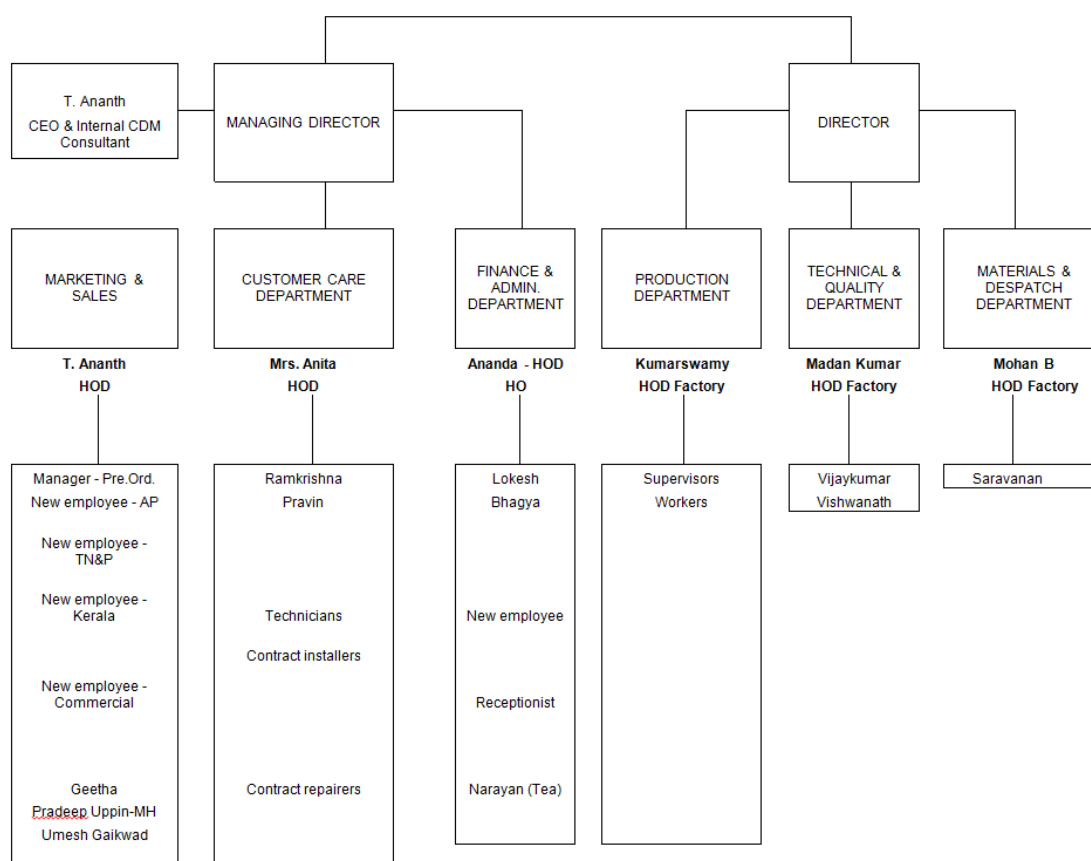 T. Ananth
CEO & Internal CDM
Consultant
MANAGING DIRECTOR
DIRECTOR
MARKETING &
SALES
CUSTOMER CARE
DEPARTMENT
FINANCE &
ADMIN.
DEPARTMENT
PRODUCTION
DEPARTMENT
TECHNICAL &
QUALITY
DEPARTMENT
MATERIALS &
DESPATCH
DEPARTMENT
T. Ananth
HOD
Mrs. Anita
HOD
Ananda - HOD
HO
Kumarswamy
HOD Factory
Madan Kumar
HOD Factory
Mohan B
HOD Factory
Manager - Pre.Ord.
New employee - AP
New employee -
TN&P
New employee -
Kerala
New employee -
Commercial
Geetha
Pradeep Uppin-MH
Umesh Gaikwad
Ramkrishna
Pravin
Technicians
Contract installers
Contract repairers
Lokesh
Bhagya
New employee
Receptionist
Narayan (Tea)
Supervisors
Workers
Vijaykumar
Vishwanath
Saravanan